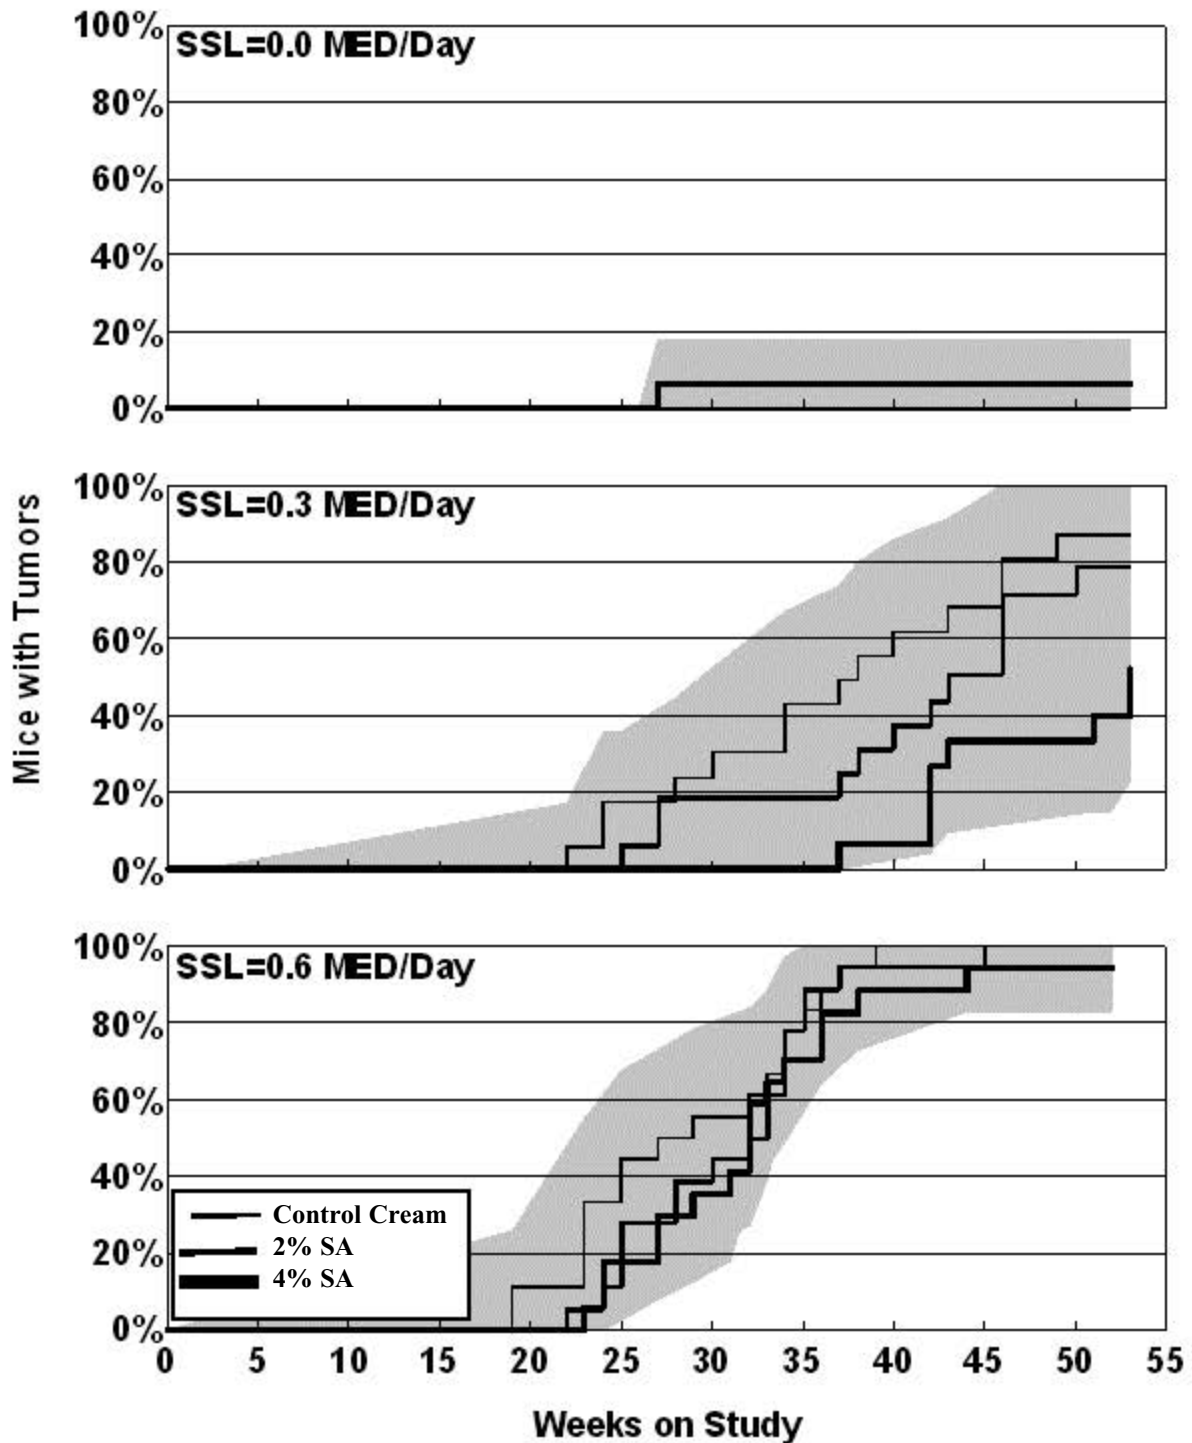 100%
SSL=0.0 MED/Day
80%
60%
40%
20%
0%
Mice with Tumors
100%
SSL=0.3 MED/Day
80%
60%
40%
20%
0%
100%
SSL=0.6 MED/Day
80%
60%
40%
20%
0%
Control Cream
2% SA
4% SA
0 5 10 15 20 25 30 35 40 45 50 55
Weeks on Study